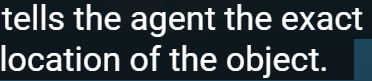 tells the agent the exact
location of the object.